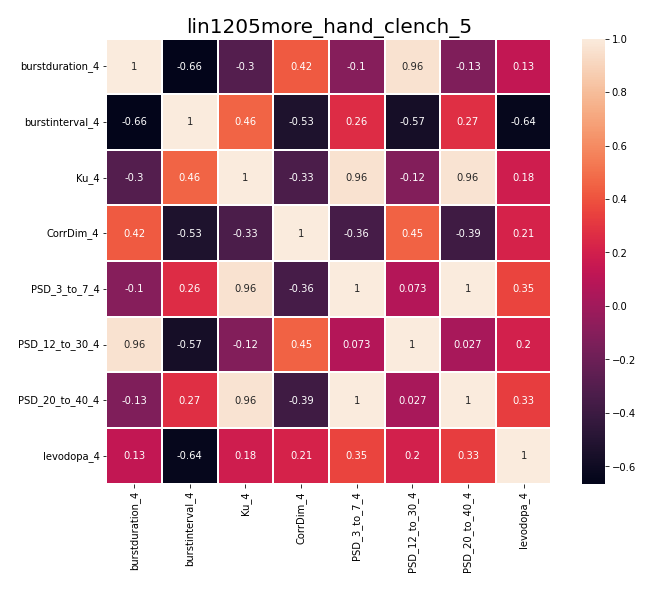 lin1205more_hand_clench_5
burstduration_4 1 -0.66 -0.3 0.42 -0.1 0.96 -0.13 0.13
burstinterval_4 -0.66 1 0.46 -0.53 0.26 -0.57 0.27 -0.64
Ku_4 -0.3 0.46 1 -0.33 0.96 -0.12 0.96 0.18
CorrDim_4 0.42 -0.53 -0.33 1 -0.36 0.45 -0.39 0.21
PSD_3_to_7_4 -0.1 0.26 0.96 -0.36 1 0.073 1 0.35
PSD_12_to_30_4 0.96 -0.57 -0.12 0.45 0.073 1 0.027 0.2
PSD_20_to_40_4 -0.13 0.27 0.96 -0.39 1 0.027 1 0.33
levodopa_4 0.13 -0.64 0.18 0.21 0.35 0.2 0.33 1
burstduration_4
burstinterval_4
Ku_4
CorrDim_4
PSD_3_to_7_4
PSD_12_to_30_4
PSD_20_to_40_4
levodopa_4
1.0
0.8
0.6
0.4
0.2
0.0
−0.2
−0.4
−0.6